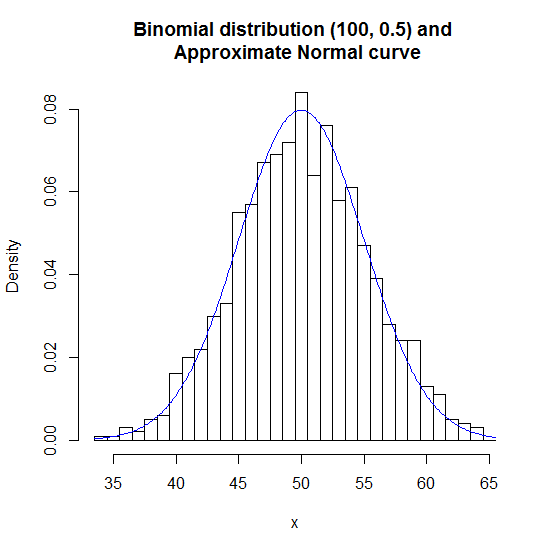 Binomial distribution (100, 0.5) and
Approximate Normal curve
Density
0.08
0.06
0.04
0.02
0.00
35 40 45 50 55 60 65
x